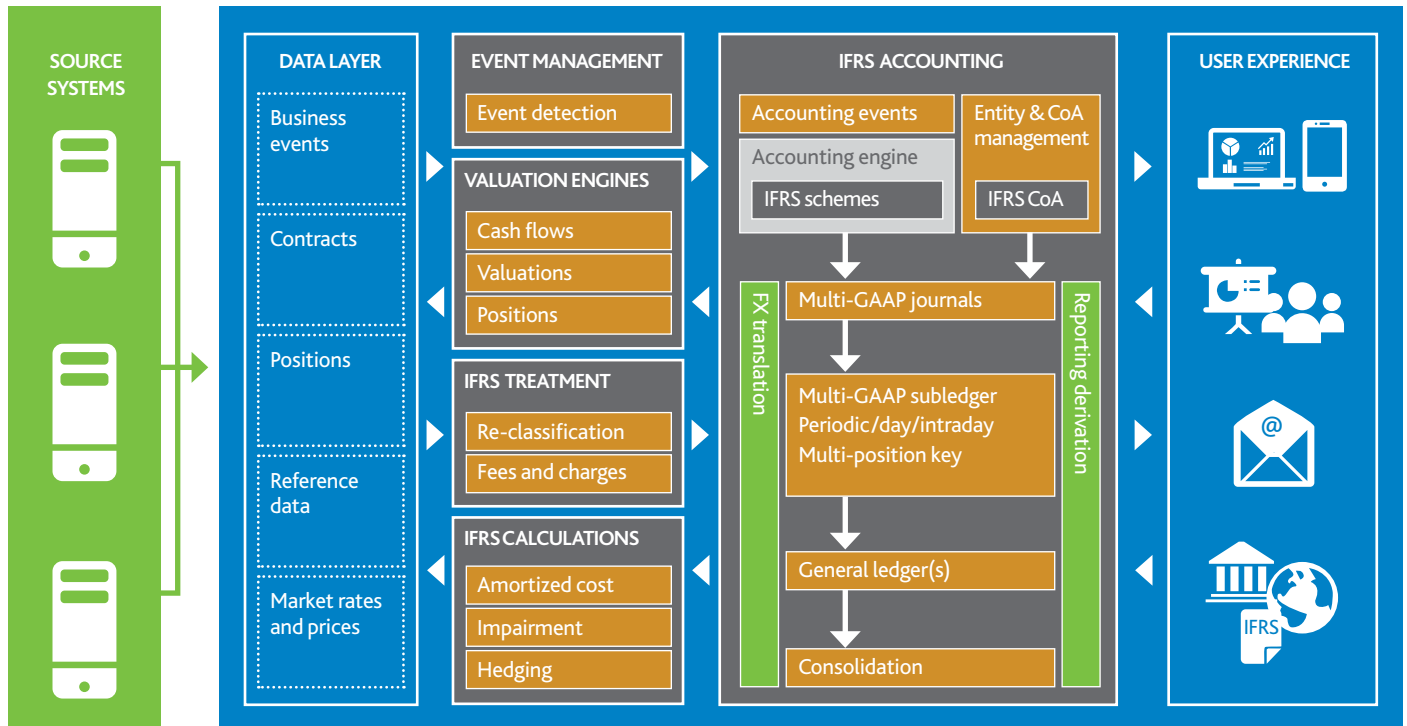 SOURCE
SYSTEMS
DATA LAYER
Business
events
Contracts
Positions
Reference
data
Market rates
and prices
EVENT MANAGEMENT
Event detection
VALUATION ENGINES
Cash flows
Valuations
Positions
IFRS TREATMENT
Re-classification
Fees and charges
IFRS CALCULATIONS
Amortized cost
Impairment
Hedging
IFRS ACCOUNTING
Accounting events
Accounting engine
IFRS schemes
Entity & CoA
management
IFRS CoA
FX translation
Multi-GAAP journals
Multi-GAAP subledger
Periodic/day/intraday
Multi-position key
General ledger(s)
Consolidation
Reporting derivation
USER EXPERIENCE
@
IFRS